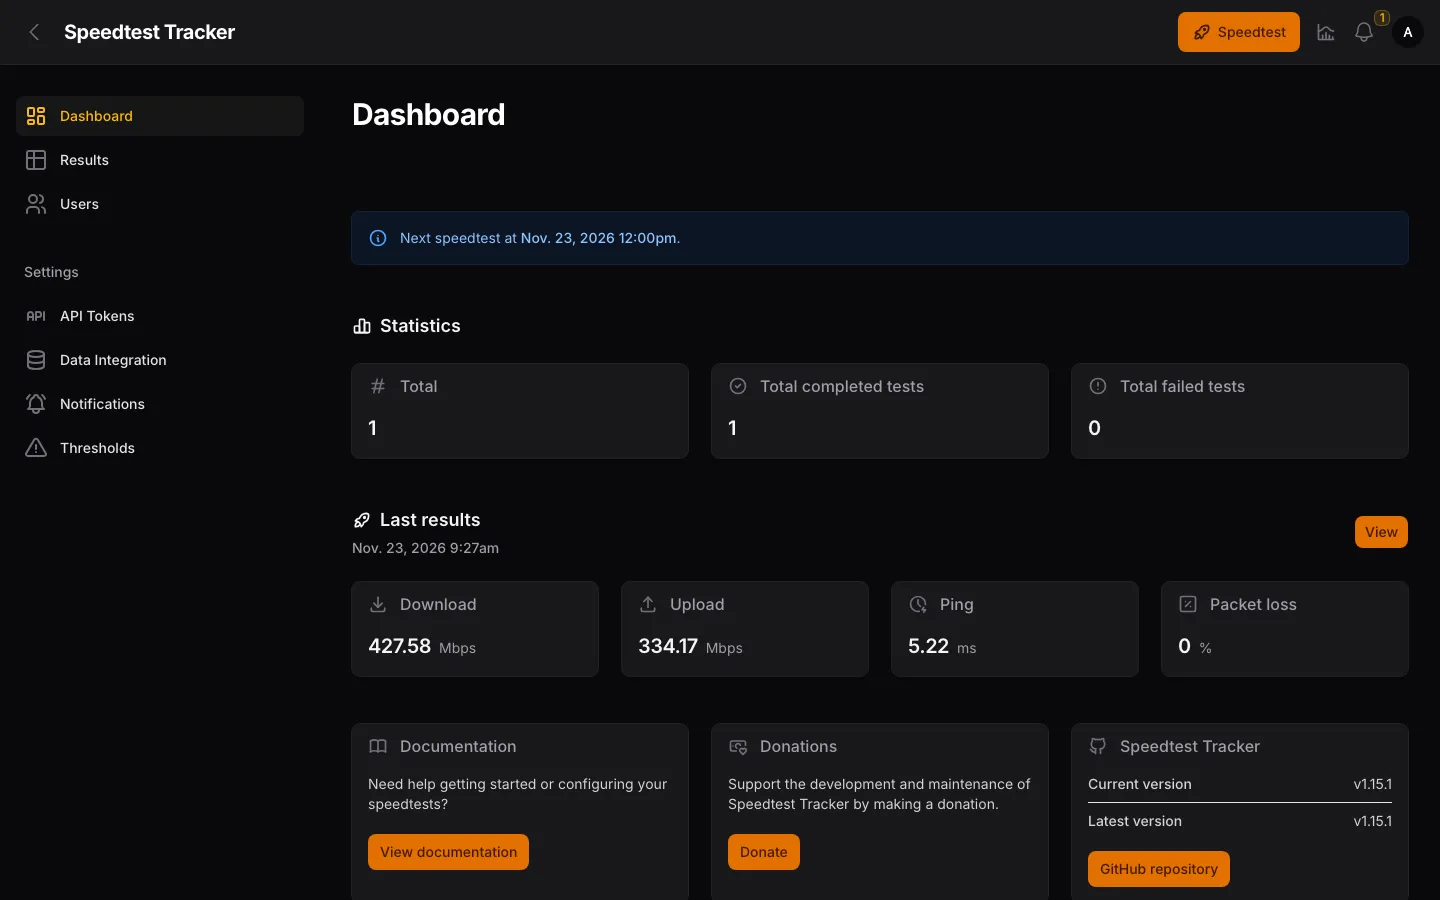 Speedtest Tracker
Speedtest
1
A
Dashboard
Results
Users
Settings
API Tokens
Data Integration
Notifications
Thresholds
Dashboard
Next speedtest at Nov. 23, 2026 12:00pm.
Statistics
Total
1
Total completed tests
1
Total failed tests
0
Last results
Nov. 23, 2026 9:27am
View
Download
427.58 Mbps
Upload
334.17 Mbps
Ping
5.22 ms
Packet loss
0 %
Documentation
Need help getting started or configuring your
speedtests?
View documentation
Donations
Support the development and maintenance of
Speedtest Tracker by making a donation.
Donate
Speedtest Tracker
Current version v1.15.1
Latest version v1.15.1
GitHub repository